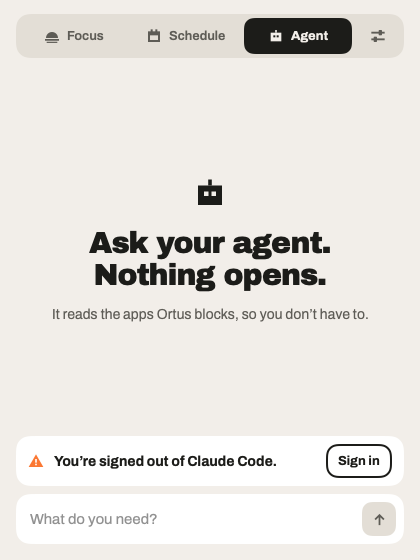 Focus
Schedule
Agent
Ask your agent.
Nothing opens.
It reads the apps Ortus blocks, so you don’t have to.
You’re signed out of Claude Code.
Sign in
What do you need?